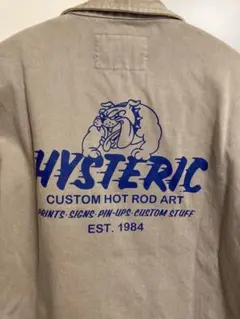 HYSTERIC
CUSTOM HOT ROD ART
PRINTS·SIGNS·PIN-UPS·CUSTOM STUFF
EST. 1984